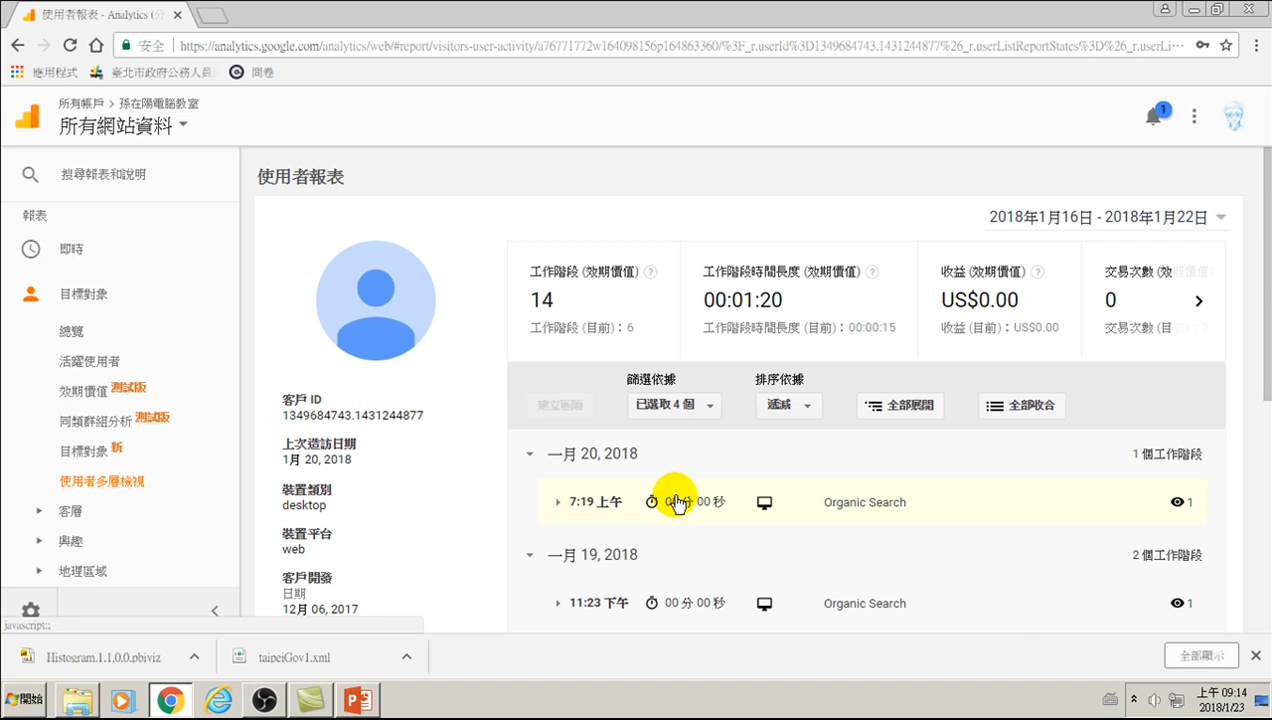 使用者報表 - Analytics (分
安全
https://analytics.google.com/analytics/web/#report/visitors-user-activity/a76771772w164098156p164863360/%3F_r.userId%3D1349684743.1431244877%26_r.userListReportStates%3D%26_r.userLi···
應用程式
臺北市政府公務人員
問卷
所有帳戶 > 孫在陽電腦教室
所有網站資料
1
搜尋報表和說明
報表
即時
目標對象
總覽
活躍使用者
效期價值 測試版
同類群組分析 測試版
目標對象 新
使用者多層檢視
客層
興趣
地理區域
javascript:;
使用者報表
2018年1月16日 - 2018年1月22日
客戶 ID
1349684743.1431244877
上次造訪日期
1月 20, 2018
裝置類別
desktop
裝置平台
web
客戶開發
日期
12月 06, 2017
工作階段 (效期價值)
14
工作階段 (目前)：6
工作階段時間長度 (效期價值)
00:01:20
工作階段時間長度 (目前)：00:00:15
收益 (效期價值)
US$0.00
收益 (目前)：US$0.00
交易次數 (效期價值)
0
交易次數 (目
篩選依據
排序依據
建立區隔
已選取 4 個
遞減
全部展開
全部收合
一月 20, 2018
1 個工作階段
7:19 上午
00 秒
Organic Search
1
一月 19, 2018
2 個工作階段
11:23 下午
00 分 00 秒
Organic Search
1
Histogram.1.1.0.0.pbiviz
taipeiGov1.xml
全部顯示
開始
上午 09:14
2018/1/23